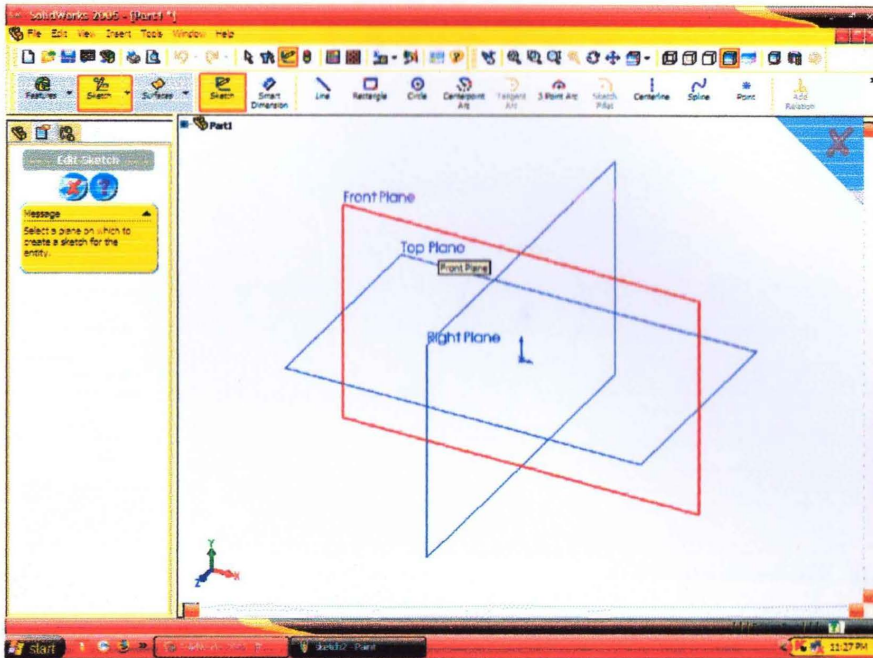 SolidWorks 2006 - [Part1 *]
File Edit View Insert Tools Window Help
Features Sketch Surfaces Sketch Smart Dimension Line Rectangle Circle Centerpoint Arc Tangent Arc 3 Point Arc Sketch Fillet Centerline Spline Point Add Relation
Part1
Edit Sketch
Message
Select a plane on which to
create a sketch for the
entity.
Front Plane
Top Plane
Front Plane
Right Plane
Y
Z X
start
sketch2 - Paint
11:27 PM